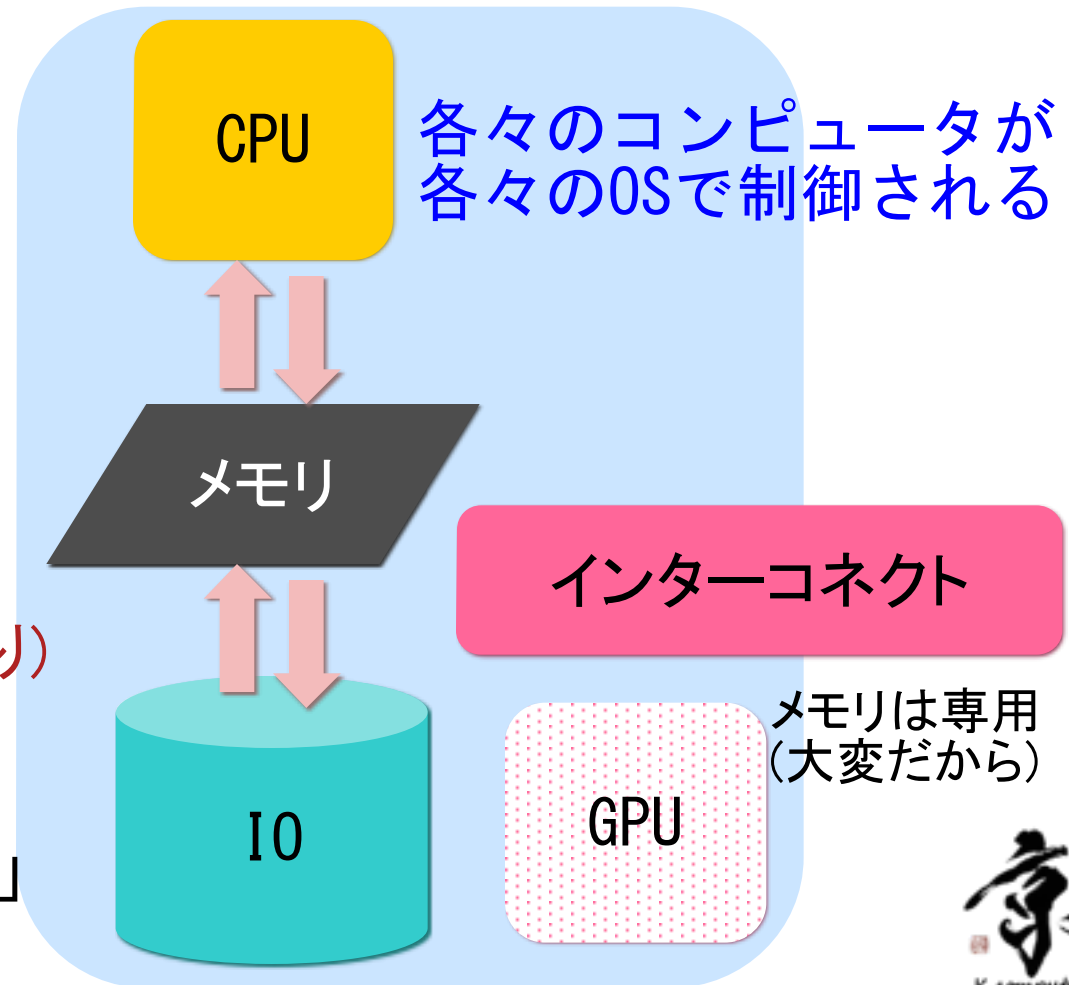 CPU
各々のコンピュータが
各々のOSで制御される
メモリ
インターコネクト
り)
メモリは専用
(大変だから)
IO
GPU
」
京